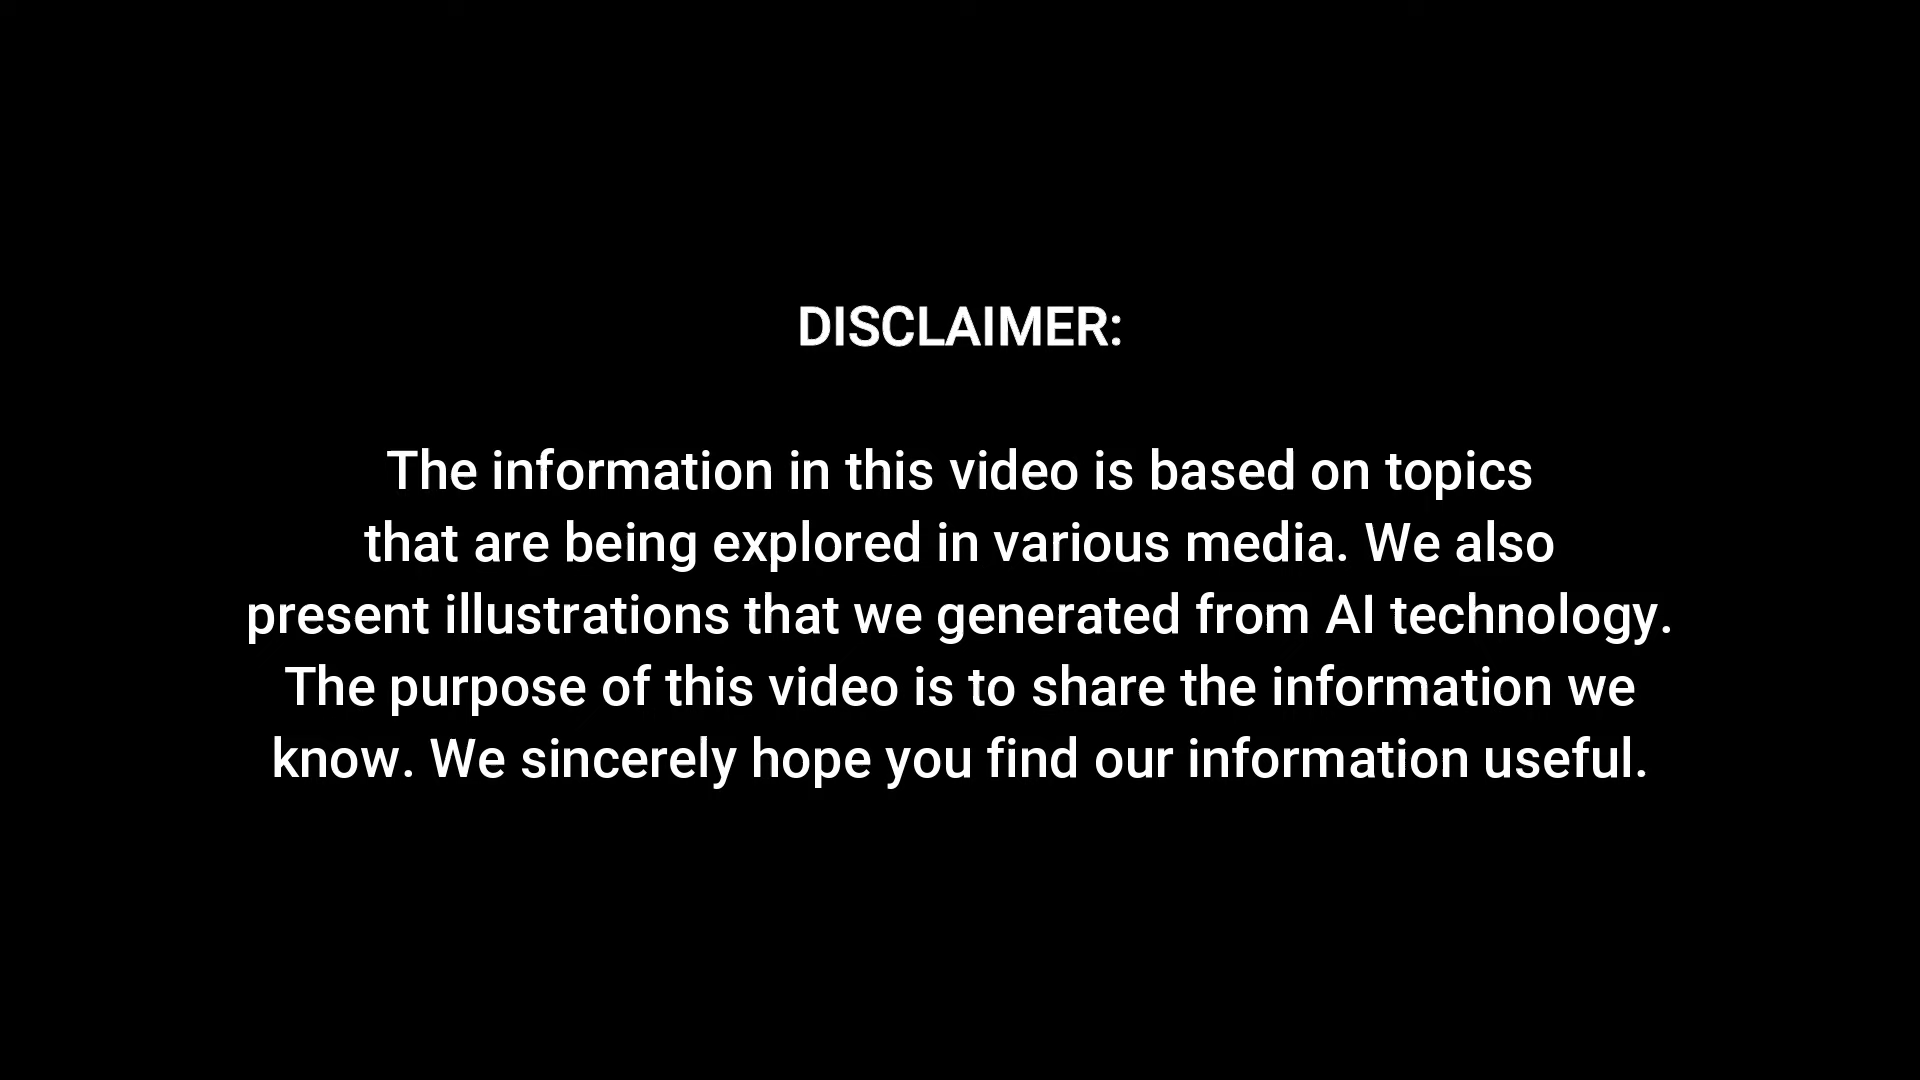 DISCLAIMER:
The information in this video is based on topics
that are being explored in various media. We also
present illustrations that we generated from AI technology.
The purpose of this video is to share the information we
know. We sincerely hope you find our information useful.